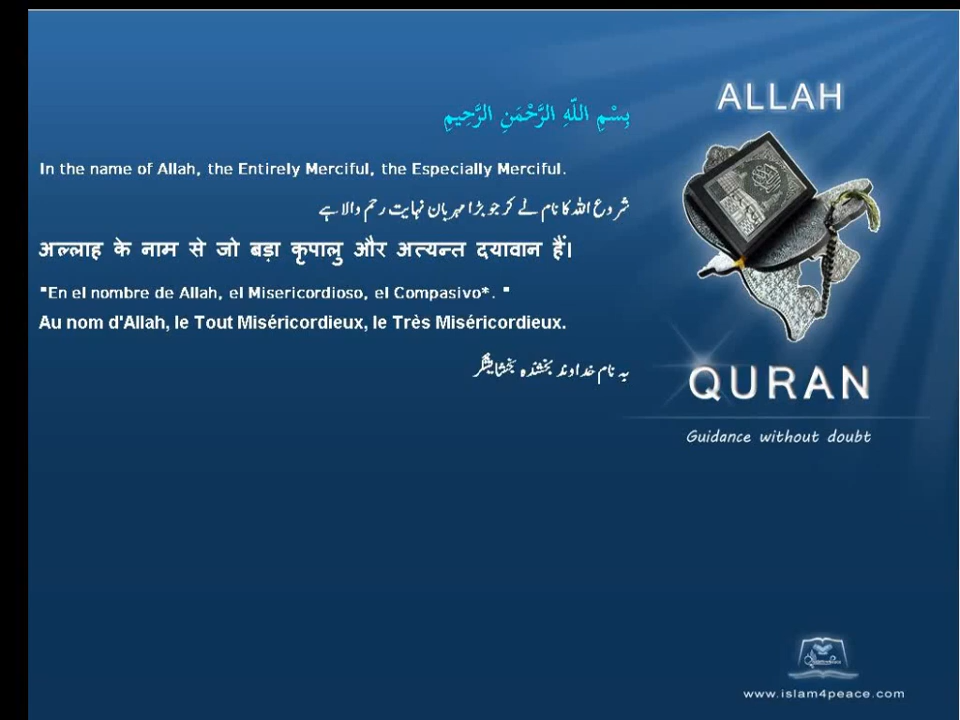 بِسْمِ اللّهِ الرَّحْمَنِ الرَّحِيمِ
In the name of Allah, the Entirely Merciful, the Especially Merciful.
شروع الله کا نام لے کر جو بڑا مہربان نہایت رحم والا ہے
अल्लाह के नाम से जो बड़ा कृपालु और अत्यन्त दयावान हैं।
"En el nombre de Allah, el Misericordioso, el Compasivo*. "
Au nom d'Allah, le Tout Miséricordieux, le Très Miséricordieux.
به نام خداوند بخشنده بخشایشگر
ALLAH
QURAN
Guidance without doubt
www.islam4peace.com